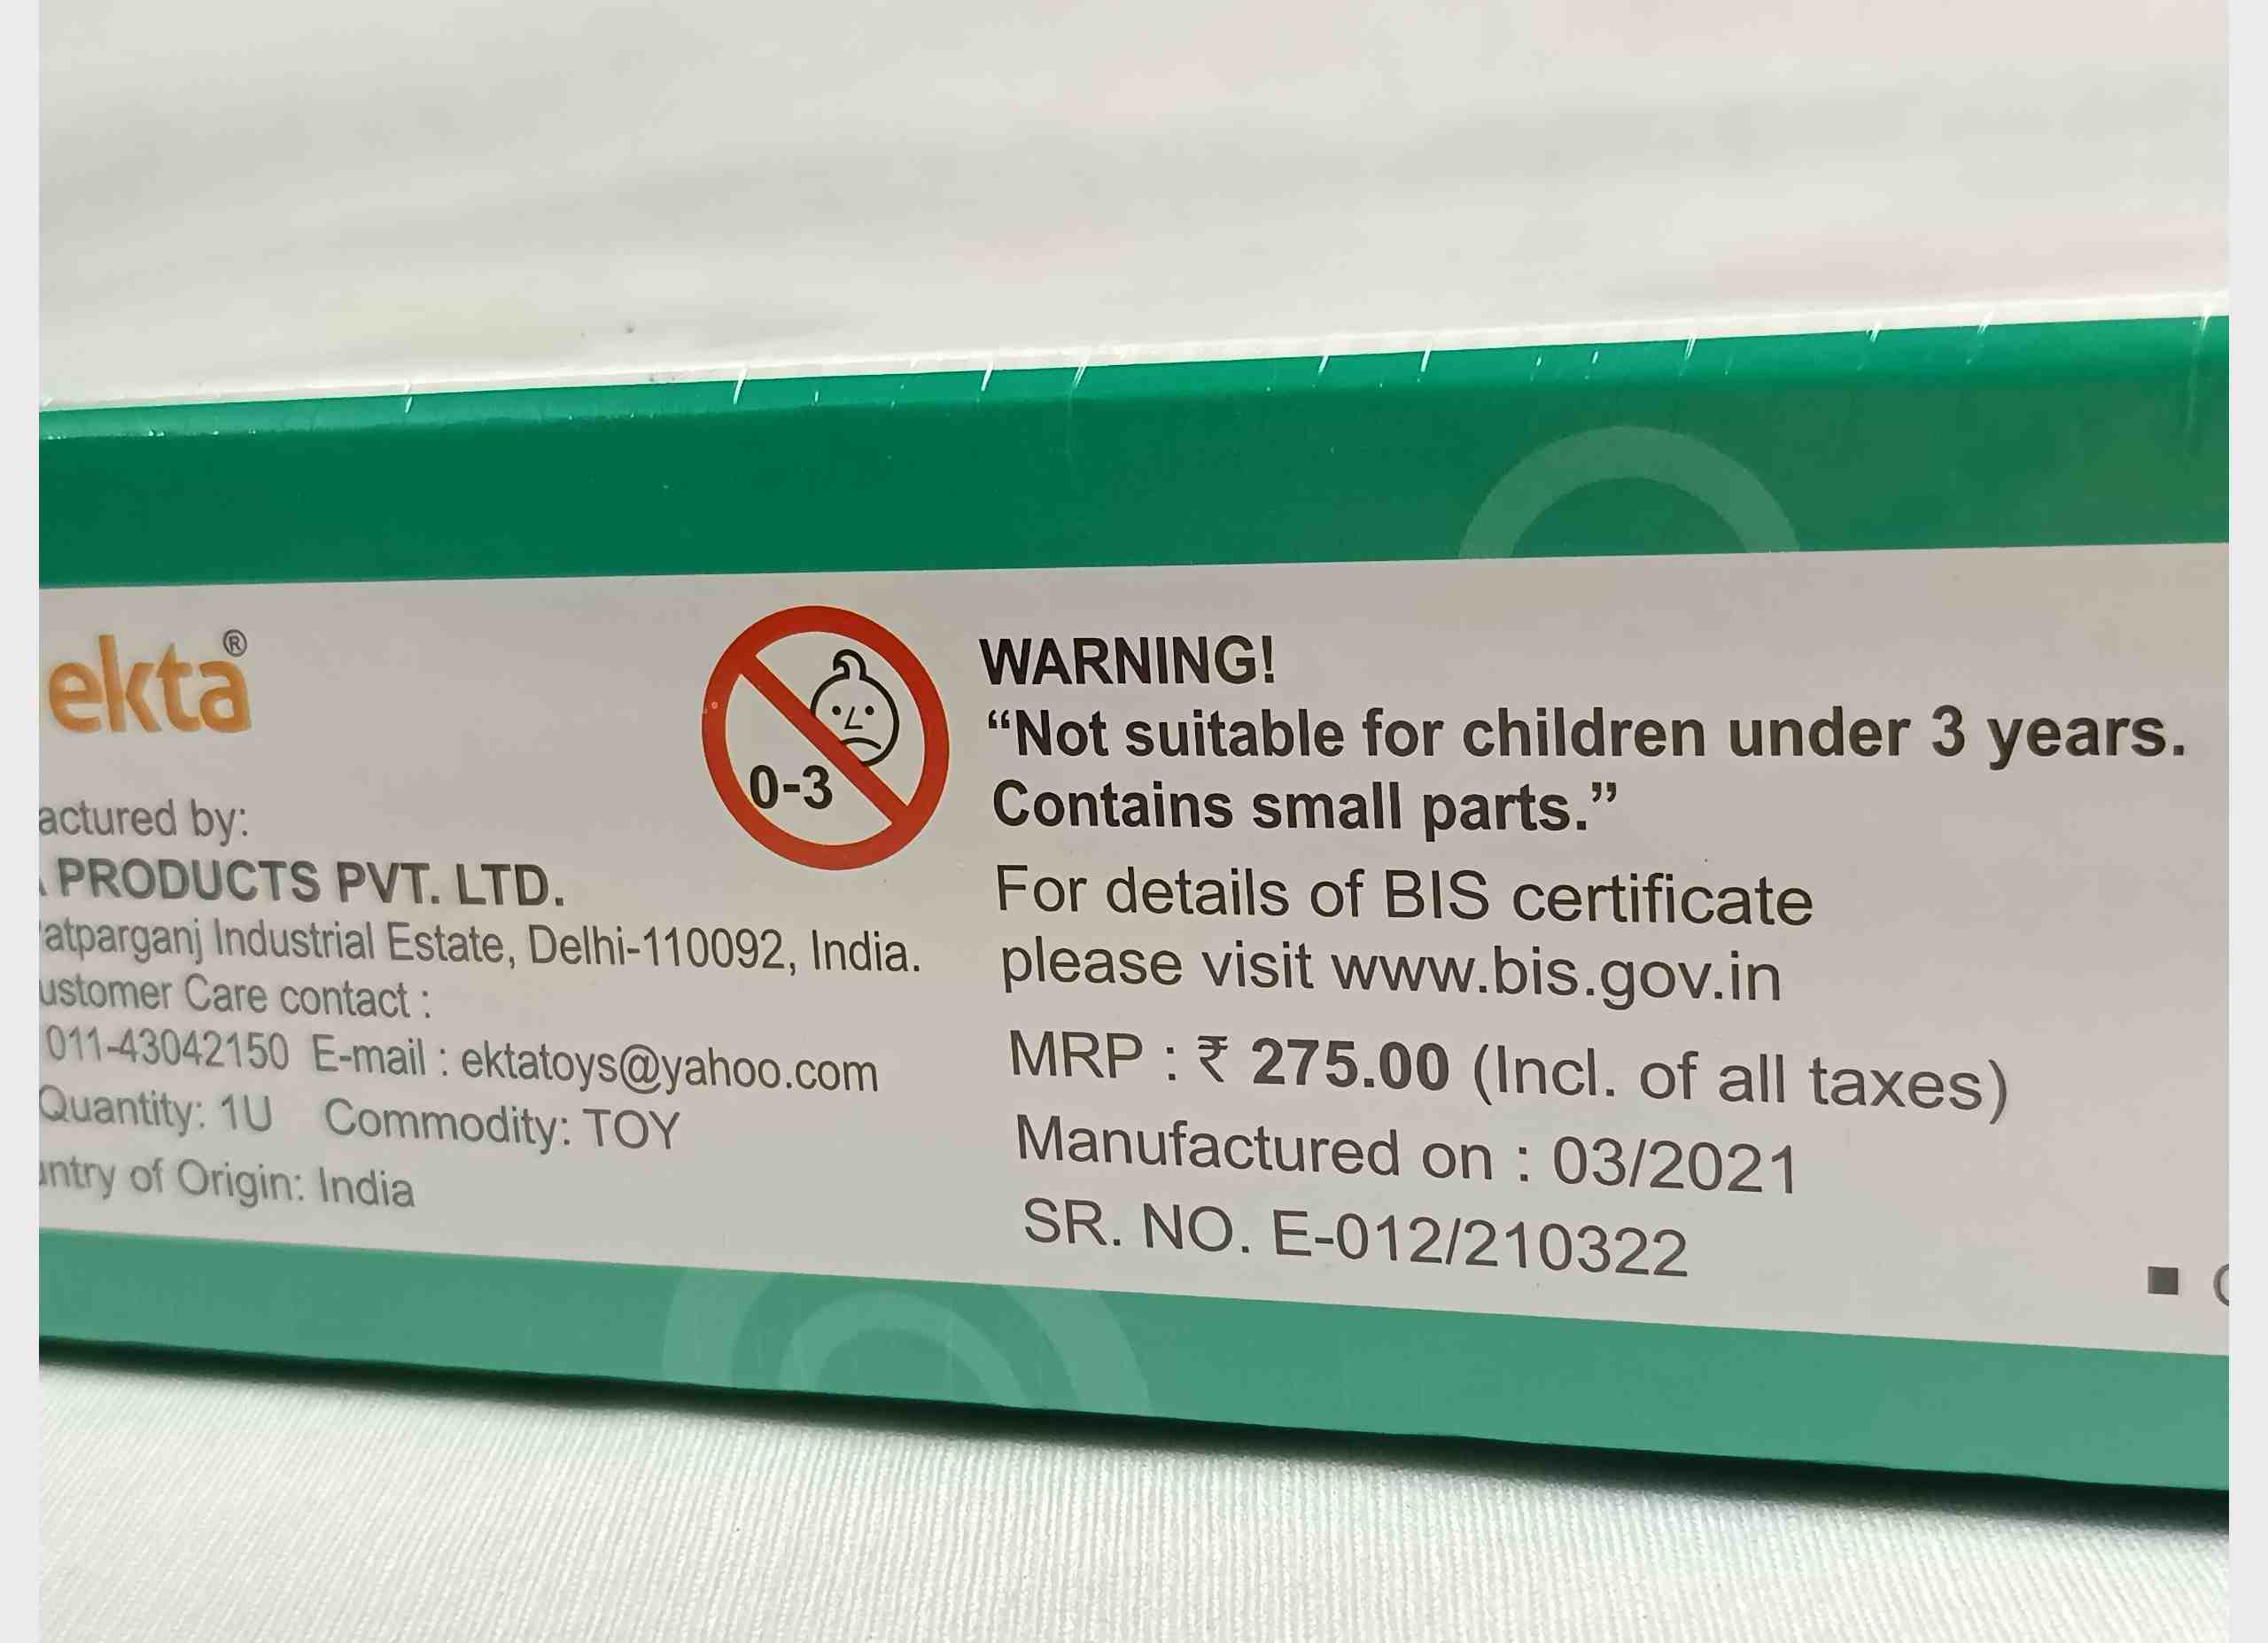 ekta®
actured by:
PRODUCTS PVT. LTD.
atparganj Industrial Estate, Delhi-110092, India.
ustomer Care contact :
011-43042150 E-mail : ektatoys@yahoo.com
Quantity: 1U Commodity: TOY
untry of Origin: India
0-3
WARNING!
“Not suitable for children under 3 years.
Contains small parts.”
For details of BIS certificate
please visit www.bis.gov.in
MRP : ₹ 275.00 (Incl. of all taxes)
Manufactured on : 03/2021
SR. NO. E-012/210322